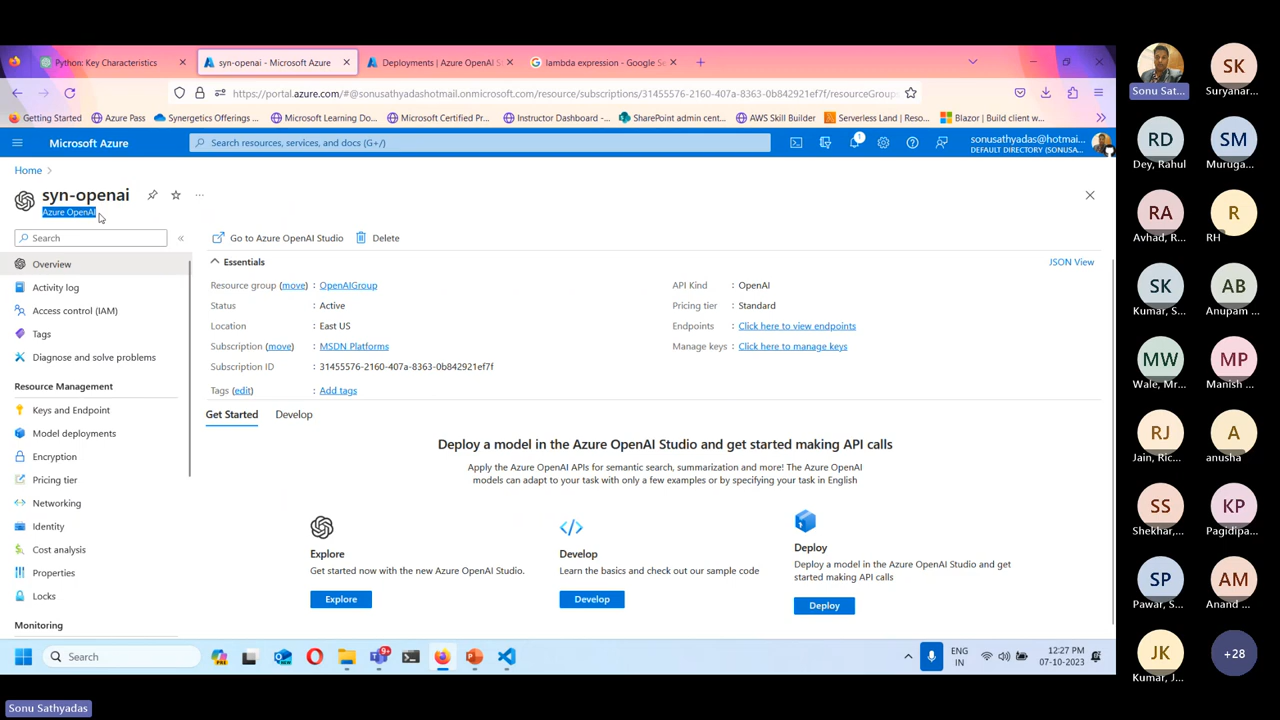 Python: Key Characteristics
syn-openai - Microsoft Azure
Deployments | Azure OpenAI S
lambda expression - Google Se
https://portal.azure.com/#@sonusathyadashotmail.onmicrosoft.com/resource/subscriptions/31455576-2160-407a-8363-0b842921ef7f/resourceGroup
Getting Started
Azure Pass
Synergetics Offerings ...
Microsoft Learning Do...
Microsoft Certified Pr...
Instructor Dashboard -...
SharePoint admin cent...
AWS Skill Builder
Serverless Land | Reso...
Blazor | Build client w...
Microsoft Azure
Search resources, services, and docs (G+/)
1
sonusathyadas@hotmai...
DEFAULT DIRECTORY (SONUSA...
Home
syn-openai
Azure OpenAI
Search
Overview
Activity log
Access control (IAM)
Tags
Diagnose and solve problems
Resource Management
Keys and Endpoint
Model deployments
Encryption
Pricing tier
Networking
Identity
Cost analysis
Properties
Locks
Monitoring
Go to Azure OpenAI Studio
Delete
Essentials
JSON View
Resource group (move) : OpenAIGroup
Status : Active
Location : East US
Subscription (move) : MSDN Platforms
Subscription ID : 31455576-2160-407a-8363-0b842921ef7f
Tags (edit) : Add tags
API Kind : OpenAI
Pricing tier : Standard
Endpoints : Click here to view endpoints
Manage keys : Click here to manage keys
Get Started
Develop
Deploy a model in the Azure OpenAI Studio and get started making API calls
Apply the Azure OpenAI APIs for semantic search, summarization and more! The Azure OpenAI
models can adapt to your task with only a few examples or by specifying your task in English
Explore
Get started now with the new Azure OpenAI Studio.
Explore
Develop
Learn the basics and check out our sample code
Develop
Deploy
Deploy a model in the Azure OpenAI Studio and get
started making API calls
Deploy
Search
9+
ENG
IN
12:27 PM
07-10-2023
Sonu Sathyadas
Sonu Sat...
SK
Suryanar...
RD
Dey, Rahul
SM
Muruga...
RA
Avhad, R...
R
RH
SK
Kumar, S...
AB
Anupam ...
MW
Wale, Mr...
MP
Manish ...
RJ
Jain, Ric...
A
anusha
SS
Shekhar,...
KP
Pagidipa...
SP
Pawar, S...
AM
Anand ...
JK
Kumar, J...
+28